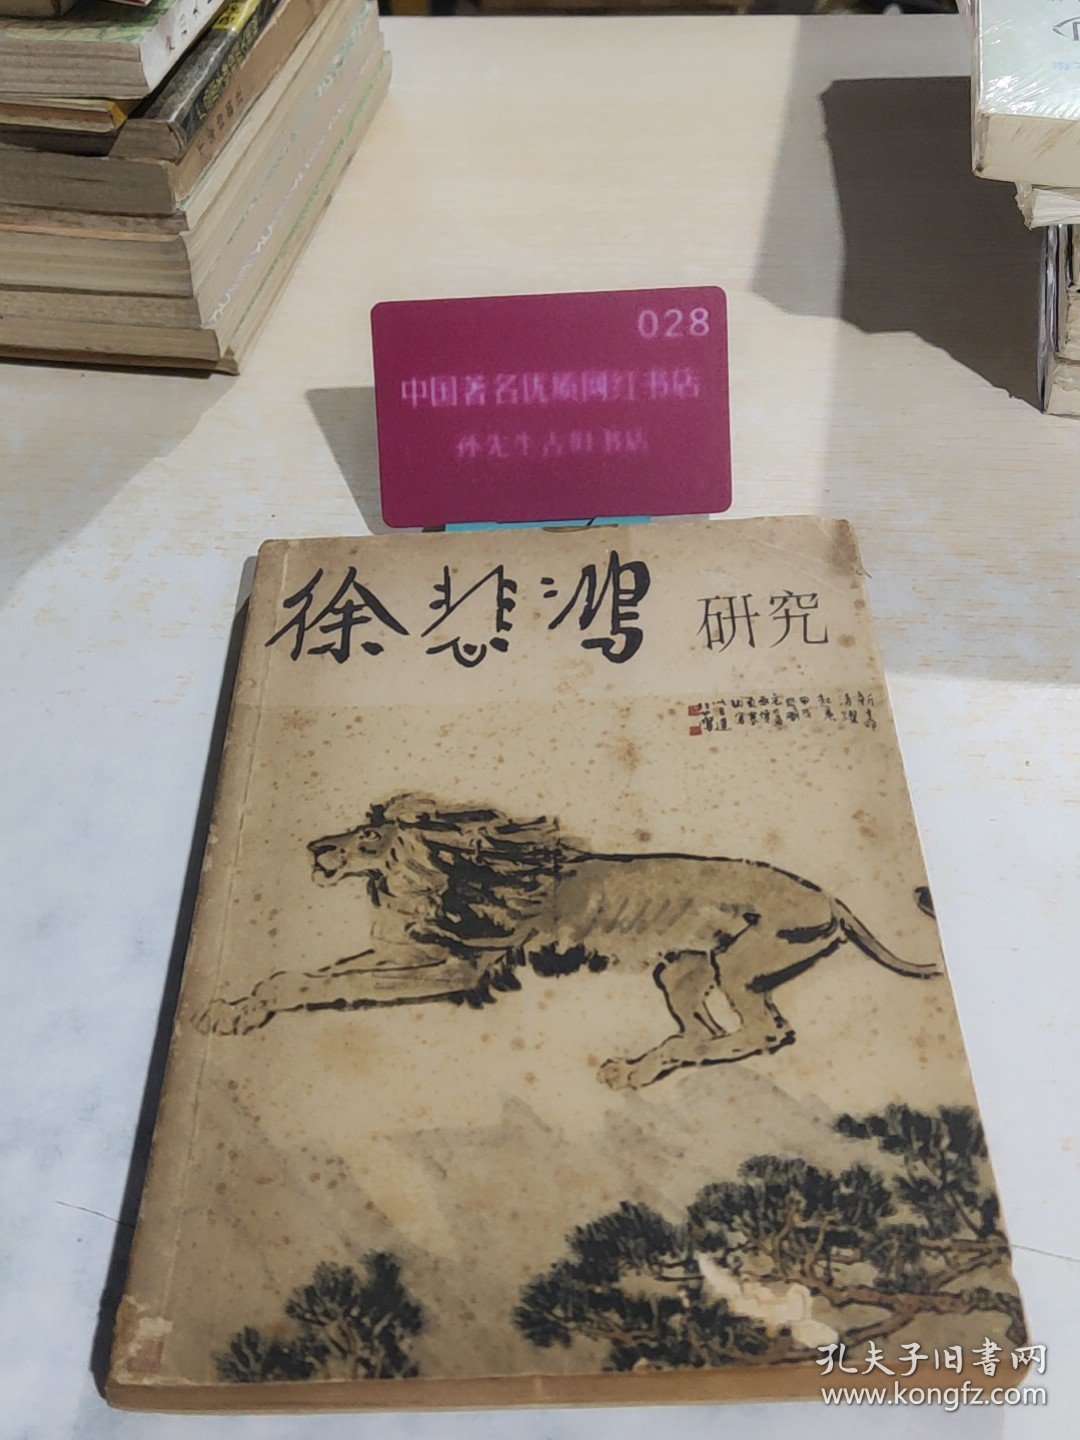 028
中国著名优质网红书店
孙先生古旧书店
徐悲鸿 研究
孔夫子旧書网
www.kongfz.com